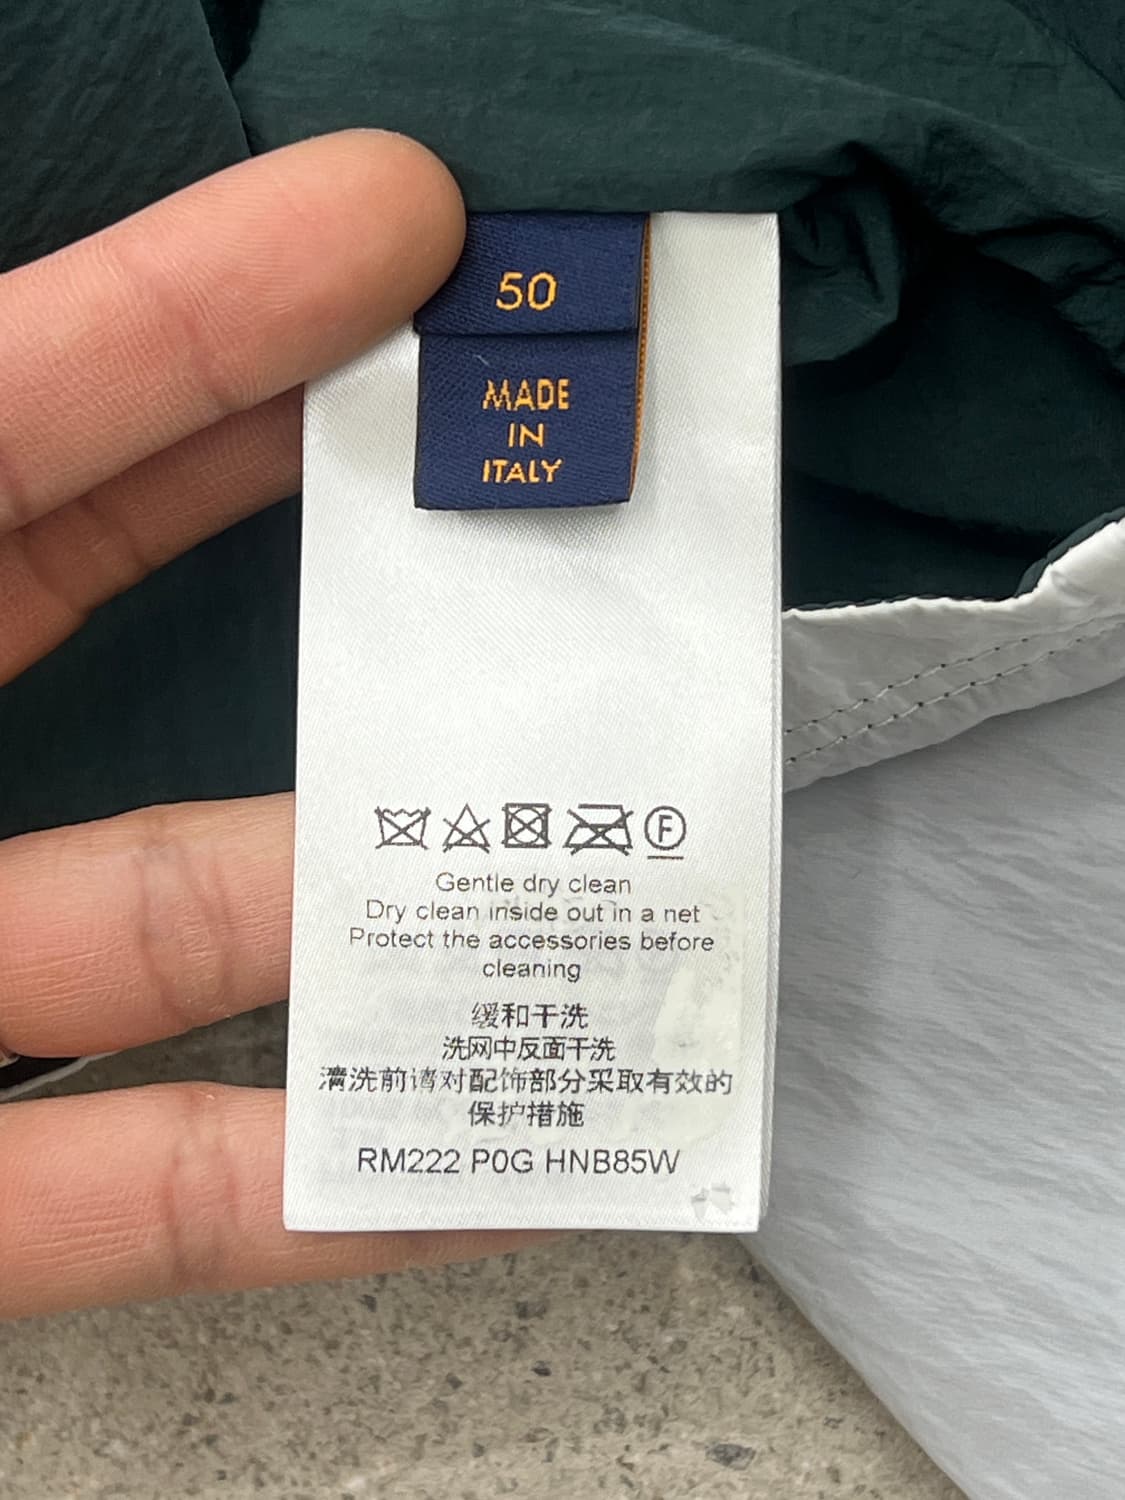 50
MADE
IN
ITALY
F
Gentle dry clean
Dry clean inside out in a net
Protect the accessories before
cleaning
缓和干洗
洗网中反面干洗
清洗前请对配饰部分采取有效的
保护措施
RM222 P0G HNB85W